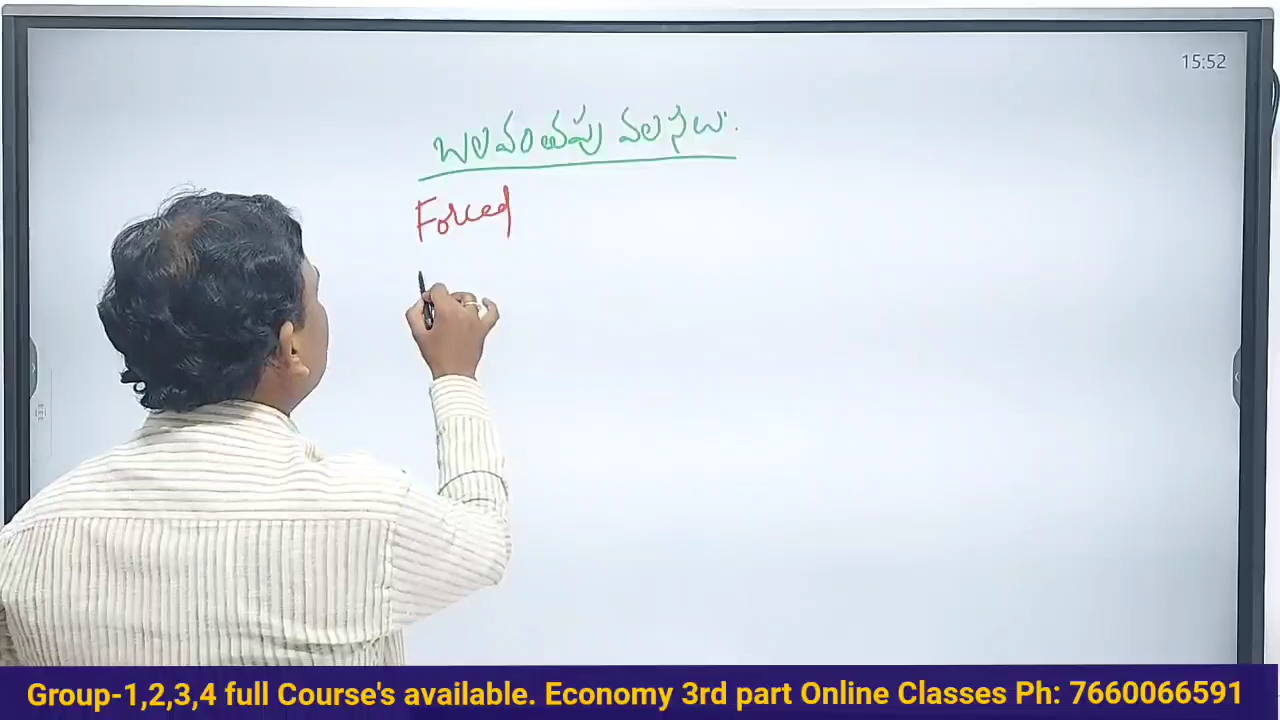 15:52
బలవంతపు వలసలు.
Forced
Group-1,2,3,4 full Course's available. Economy 3rd part Online Classes Ph: 7660066591